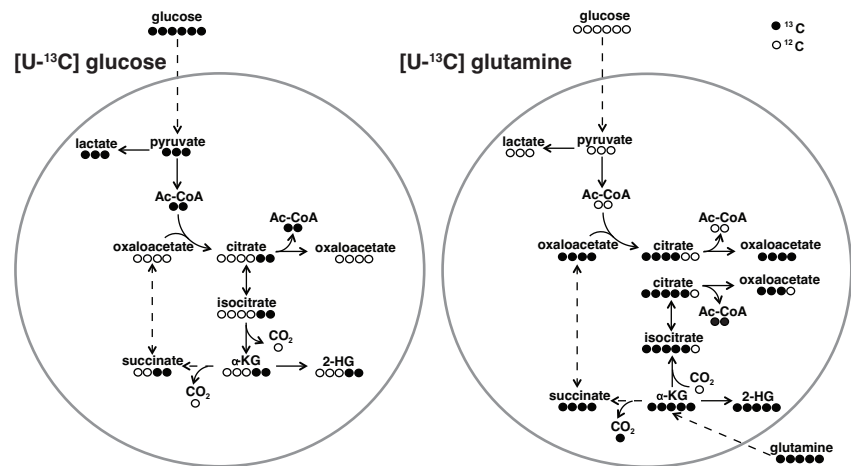 glucose
[U-¹³C] glucose
lactate
pyruvate
Ac-CoA
Ac-CoA
oxaloacetate
citrate
oxaloacetate
isocitrate
CO₂
succinate
α-KG
2-HG
CO₂
glucose
¹³C
¹²C
[U-¹³C] glutamine
lactate
pyruvate
Ac-CoA
Ac-CoA
oxaloacetate
citrate
oxaloacetate
citrate
oxaloacetate
Ac-CoA
isocitrate
CO₂
succinate
α-KG
2-HG
CO₂
glutamine